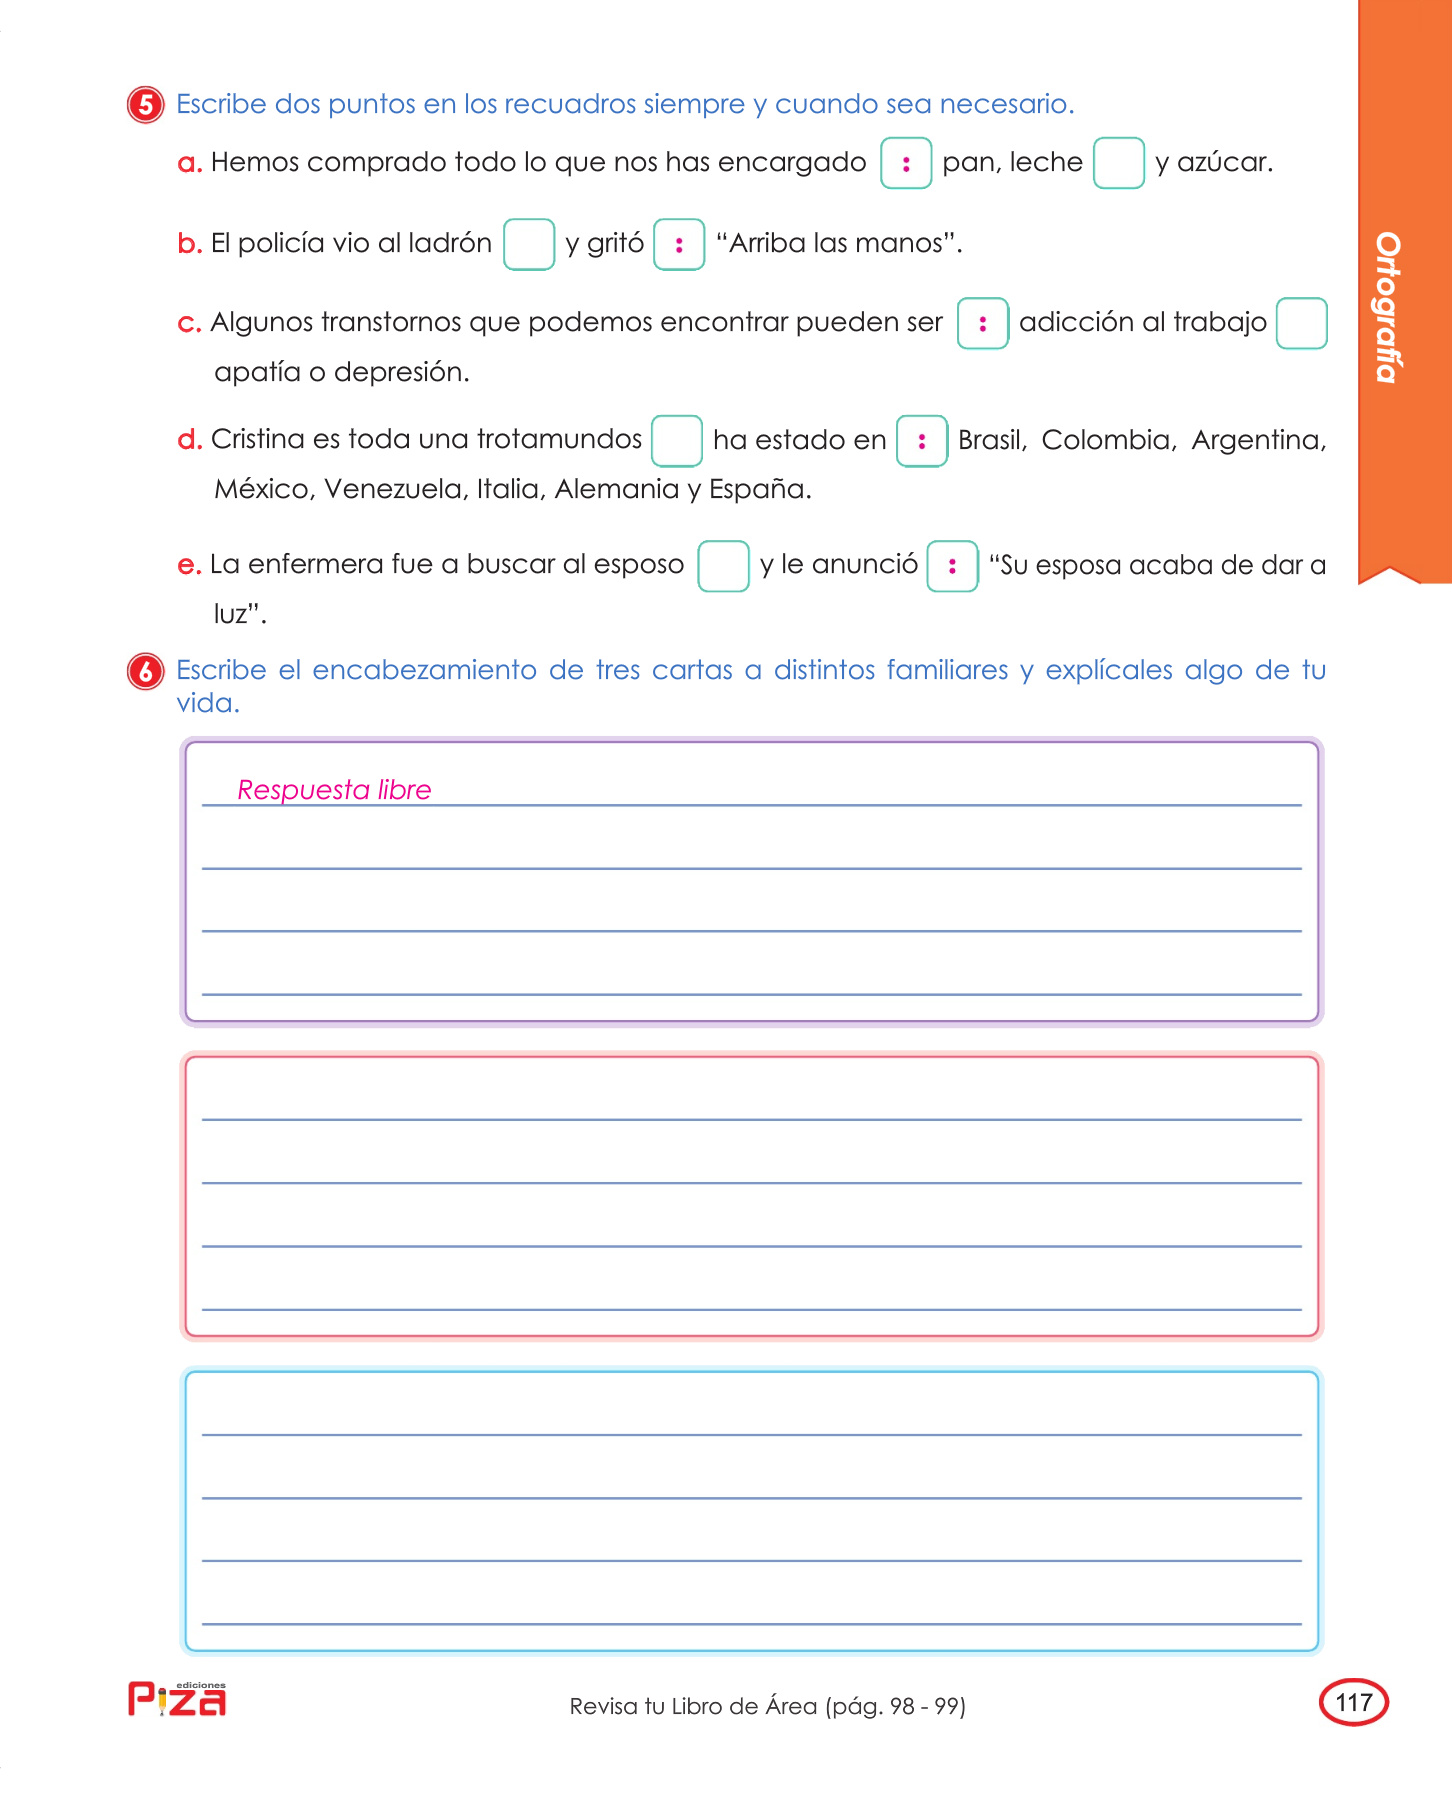 5 Escribe dos puntos en los recuadros siempre y cuando sea necesario.
a. Hemos comprado todo lo que nos has encargado : pan, leche y azúcar.
b. El policía vio al ladrón y gritó : “Arriba las manos”.
c. Algunos transtornos que podemos encontrar pueden ser : adicción al trabajo
apatía o depresión.
d. Cristina es toda una trotamundos ha estado en : Brasil, Colombia, Argentina,
México, Venezuela, Italia, Alemania y España.
e. La enfermera fue a buscar al esposo y le anunció : “Su esposa acaba de dar a
luz”.
6 Escribe el encabezamiento de tres cartas a distintos familiares y explícales algo de tu
vida.
Respuesta libre
Ortografía
ediciones
Piza
Revisa tu Libro de Área (pág. 98 - 99)
117